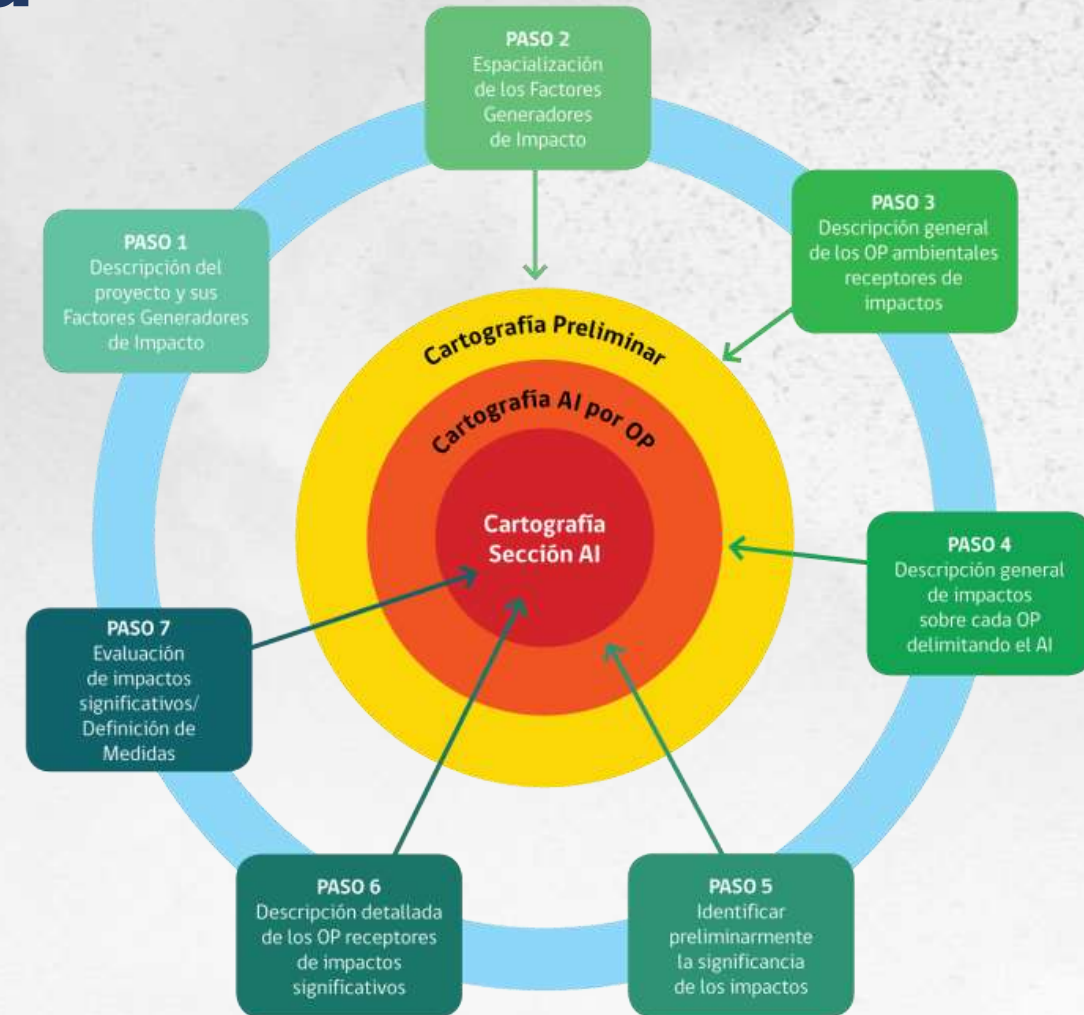 PASO 1
Descripción del
proyecto y sus
Factores Generadores
de Impacto
PASO 2
Espacialización
de los Factores
Generadores
de Impacto
PASO 3
Descripción general
de los OP ambientales
receptores de
impactos
PASO 4
Descripción general
de impactos
sobre cada OP
delimitando el AI
PASO 5
Identificar
preliminarmente
la significancia
de los impactos
PASO 6
Descripción detallada
de los OP receptores
de impactos
significativos
PASO 7
Evaluación
de impactos
significativos/
Definición de
Medidas
Cartografía Preliminar
Cartografía AI por OP
Cartografía
Sección AI